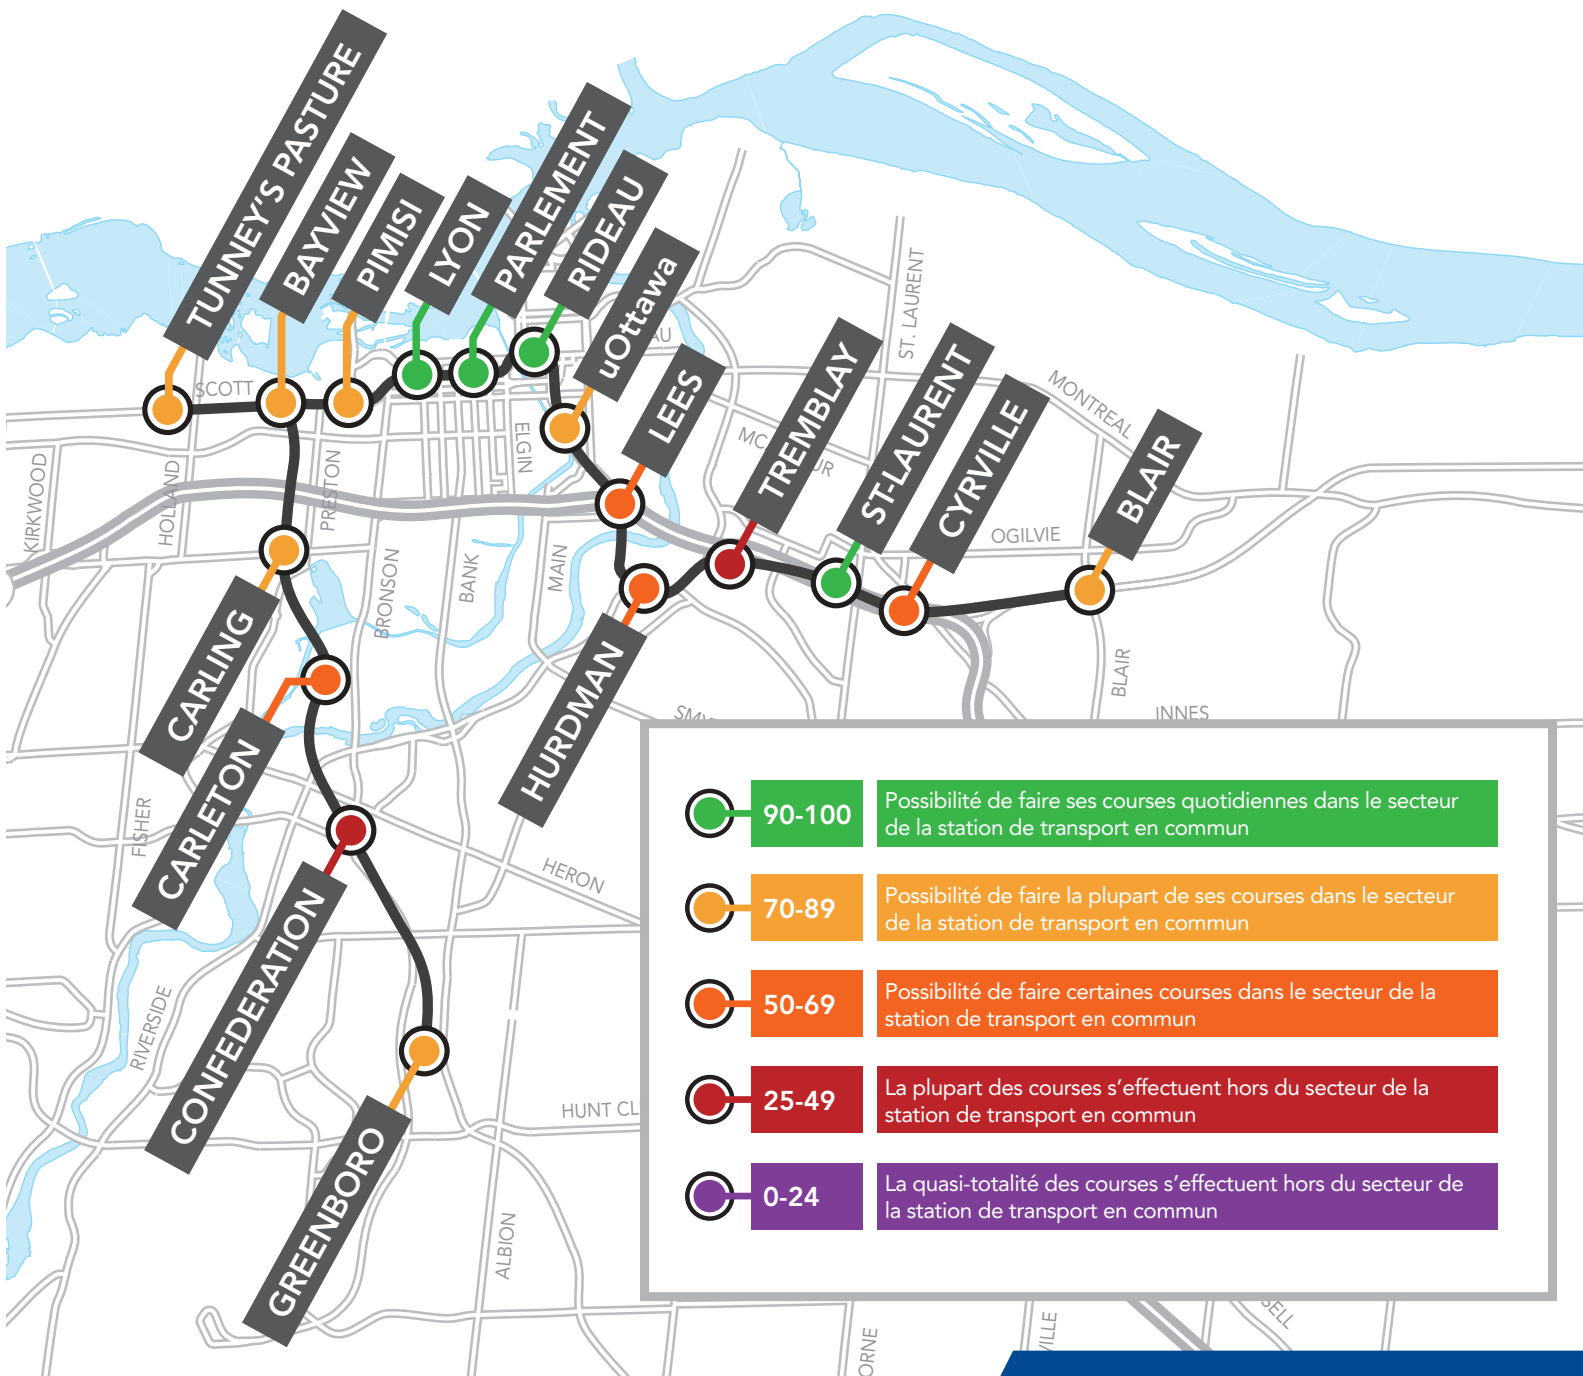 TUNNEY'S PASTURE
BAYVIEW
PIMISI
LYON
PARLEMENT
RIDEAU
uOttawa
LEES
TREMBLAY
ST-LAURENT
CYRVILLE
BLAIR
HURDMAN
CARLING
CARLETON
CONFEDERATION
GREENBORO
SCOTT
KIRKWOOD
HOLLAND
PRESTON
BRONSON
BANK
ELGIN
MAIN
ST. LAURENT
MONTREAL
OGILVIE
BLAIR
INNES
FISHER
HERON
RIVERSIDE
ALBION
90-100
Possibilité de faire ses courses quotidiennes dans le secteur
de la station de transport en commun
70-89
Possibilité de faire la plupart de ses courses dans le secteur
de la station de transport en commun
50-69
Possibilité de faire certaines courses dans le secteur de la
station de transport en commun
25-49
La plupart des courses s’effectuent hors du secteur de la
station de transport en commun
0-24
La quasi-totalité des courses s’effectuent hors du secteur de
la station de transport en commun
HUNT